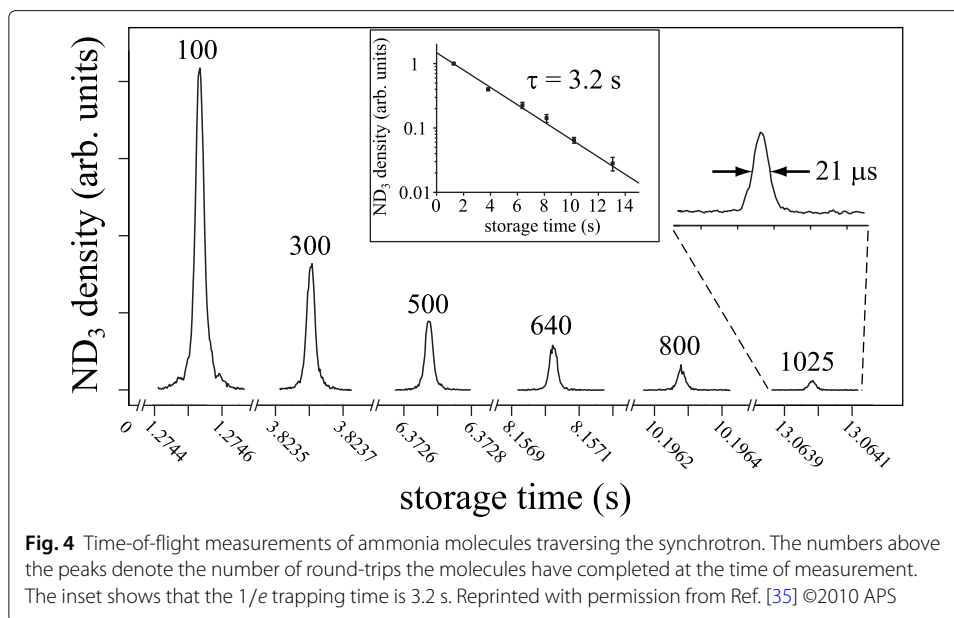 100
300
500
640
800
1025
ND₃ density (arb. units)
1
0.1
0.01
τ = 3.2 s
ND₃ density (arb. units)
0 2 4 6 8 10 12 14
storage time (s)
21 μs
0 1.2744 1.2746 3.8235 3.8237 6.3726 6.3728 8.1569 8.1571 10.1962 10.1964 13.0639 13.0641
storage time (s)
Fig. 4 Time-of-flight measurements of ammonia molecules traversing the synchrotron. The numbers above
the peaks denote the number of round-trips the molecules have completed at the time of measurement.
The inset shows that the 1/e trapping time is 3.2 s. Reprinted with permission from Ref. [35] ©2010 APS